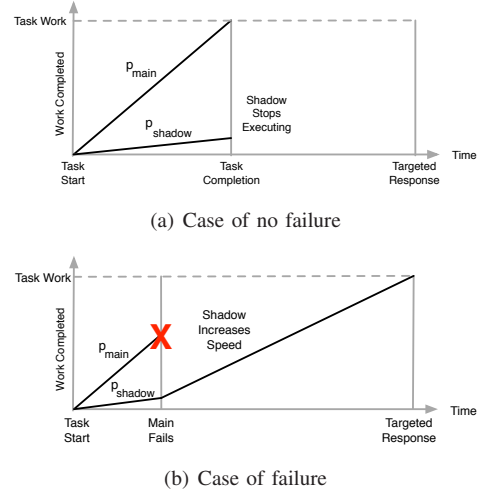 Task Work
Work Completed
p_main
p_shadow
Shadow
Stops
Executing
Time
Task
Start
Task
Completion
Targeted
Response
(a) Case of no failure
Task Work
Work Completed
p_main
X
p_shadow
Shadow
Increases
Speed
Time
Task
Start
Main
Fails
Targeted
Response
(b) Case of failure